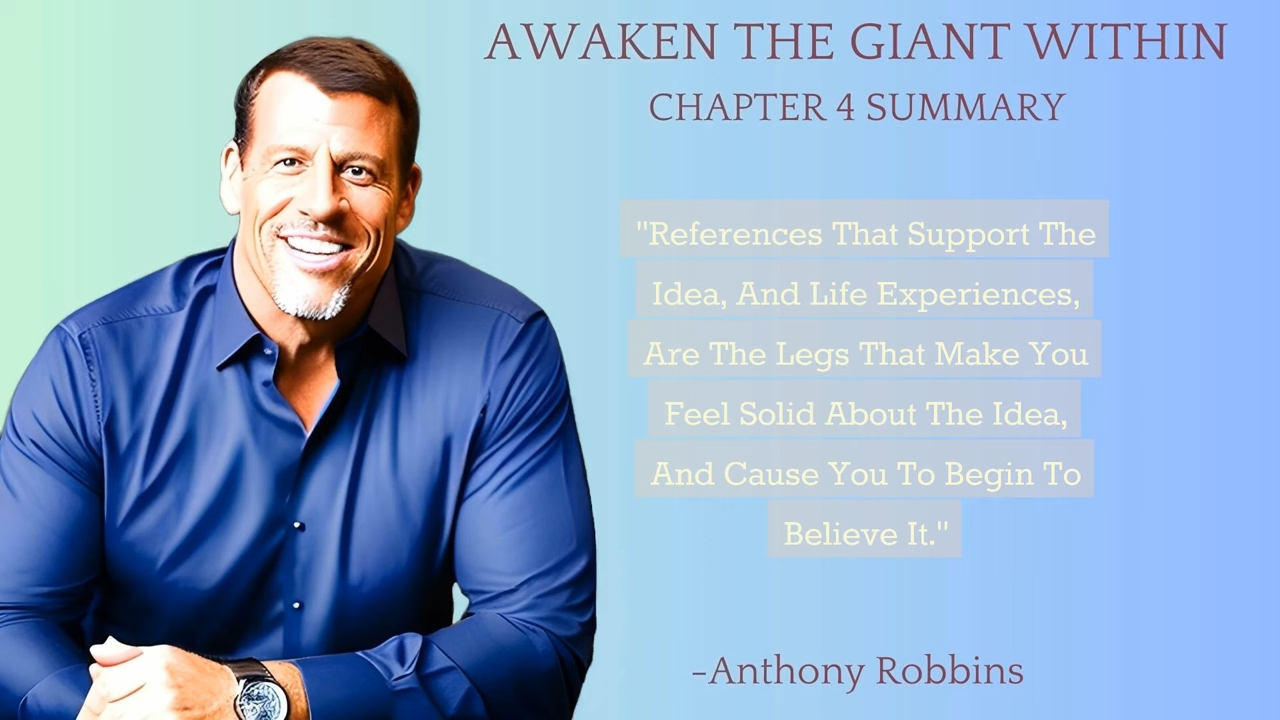 AWAKEN THE GIANT WITHIN
CHAPTER 4 SUMMARY
"References That Support The
Idea, And Life Experiences,
Are The Legs That Make You
Feel Solid About The Idea,
And Cause You To Begin To
Believe It."
–Anthony Robbins